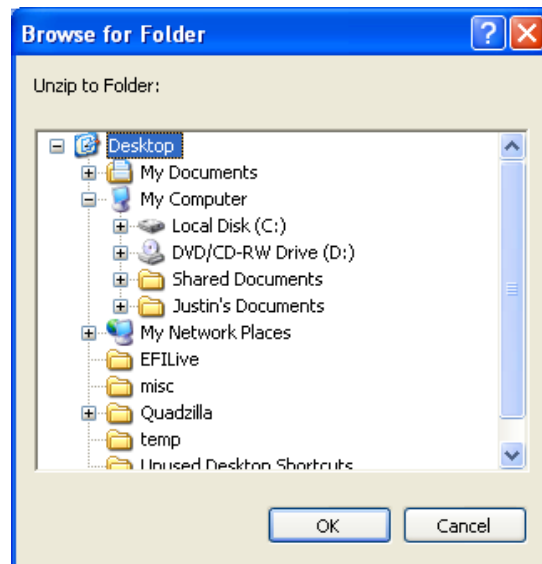 Browse for Folder
Unzip to Folder:
Desktop
My Documents
My Computer
Local Disk (C:)
DVD/CD-RW Drive (D:)
Shared Documents
Justin's Documents
My Network Places
EFILive
misc
Quadzilla
temp
Unused Desktop Shortcuts
OK
Cancel